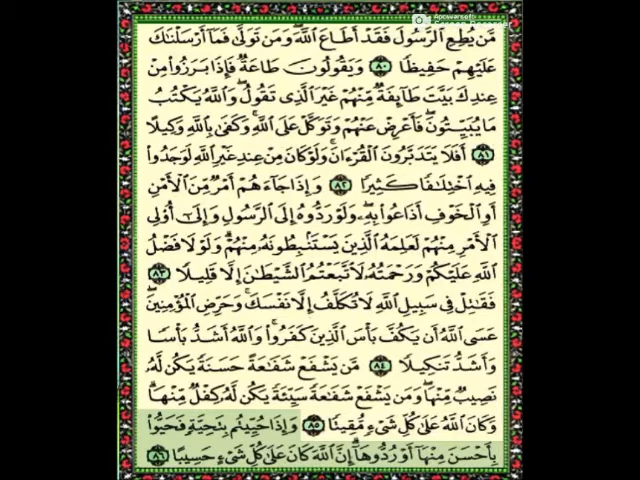 Apowersoft
Screen Recorder
مَّن يُطِعِ ٱلرَّسُولَ فَقَدْ أَطَاعَ ٱللَّهَ ۖ وَمَن تَوَلَّىٰ فَمَآ أَرْسَلْنَـٰكَ
عَلَيْهِمْ حَفِيظًا ٨٠ وَيَقُولُونَ طَاعَةٌ فَإِذَا بَرَزُوا۟ مِنْ
عِندِكَ بَيَّتَ طَآئِفَةٌ مِّنْهُمْ غَيْرَ ٱلَّذِى تَقُولُ ۖ وَٱللَّهُ يَكْتُبُ
مَا يُبَيِّتُونَ ۖ فَأَعْرِضْ عَنْهُمْ وَتَوَكَّلْ عَلَى ٱللَّهِ ۚ وَكَفَىٰ بِٱللَّهِ وَكِيلًا
٨١ أَفَلَا يَتَدَبَّرُونَ ٱلْقُرْءَانَ ۚ وَلَوْ كَانَ مِنْ عِندِ غَيْرِ ٱللَّهِ لَوَجَدُوا۟
فِيهِ ٱخْتِلَـٰفًا كَثِيرًا ٨٢ وَإِذَا جَآءَهُمْ أَمْرٌ مِّنَ ٱلْأَمْنِ
أَوِ ٱلْخَوْفِ أَذَاعُوا۟ بِهِۦ ۖ وَلَوْ رَدُّوهُ إِلَى ٱلرَّسُولِ وَإِلَىٰٓ أُو۟لِى
ٱلْأَمْرِ مِنْهُمْ لَعَلِمَهُ ٱلَّذِينَ يَسْتَنۢبِطُونَهُۥ مِنْهُمْ ۗ وَلَوْلَا فَضْلُ
ٱللَّهِ عَلَيْكُمْ وَرَحْمَتُهُۥ لَٱتَّبَعْتُمُ ٱلشَّيْطَـٰنَ إِلَّا قَلِيلًا ٨٣
فَقَـٰتِلْ فِى سَبِيلِ ٱللَّهِ لَا تُكَلَّفُ إِلَّا نَفْسَكَ ۚ وَحَرِّضِ ٱلْمُؤْمِنِينَ ۖ
عَسَى ٱللَّهُ أَن يَكُفَّ بَأْسَ ٱلَّذِينَ كَفَرُوا۟ ۚ وَٱللَّهُ أَشَدُّ بَأْسًا
وَأَشَدُّ تَنكِيلًا ٨٤ مَّن يَشْفَعْ شَفَـٰعَةً حَسَنَةً يَكُن لَّهُۥ
نَصِيبٌ مِّنْهَا ۖ وَمَن يَشْفَعْ شَفَـٰعَةً سَيِّئَةً يَكُن لَّهُۥ كِفْلٌ مِّنْهَا ۗ
وَكَانَ ٱللَّهُ عَلَىٰ كُلِّ شَىْءٍ مُّقِيتًا ٨٥ وَإِذَا حُيِّيتُم بِتَحِيَّةٍ فَحَيُّوا۟
بِأَحْسَنَ مِنْهَآ أَوْ رُدُّوهَآ ۗ إِنَّ ٱللَّهَ كَانَ عَلَىٰ كُلِّ شَىْءٍ حَسِيبًا ٨٦